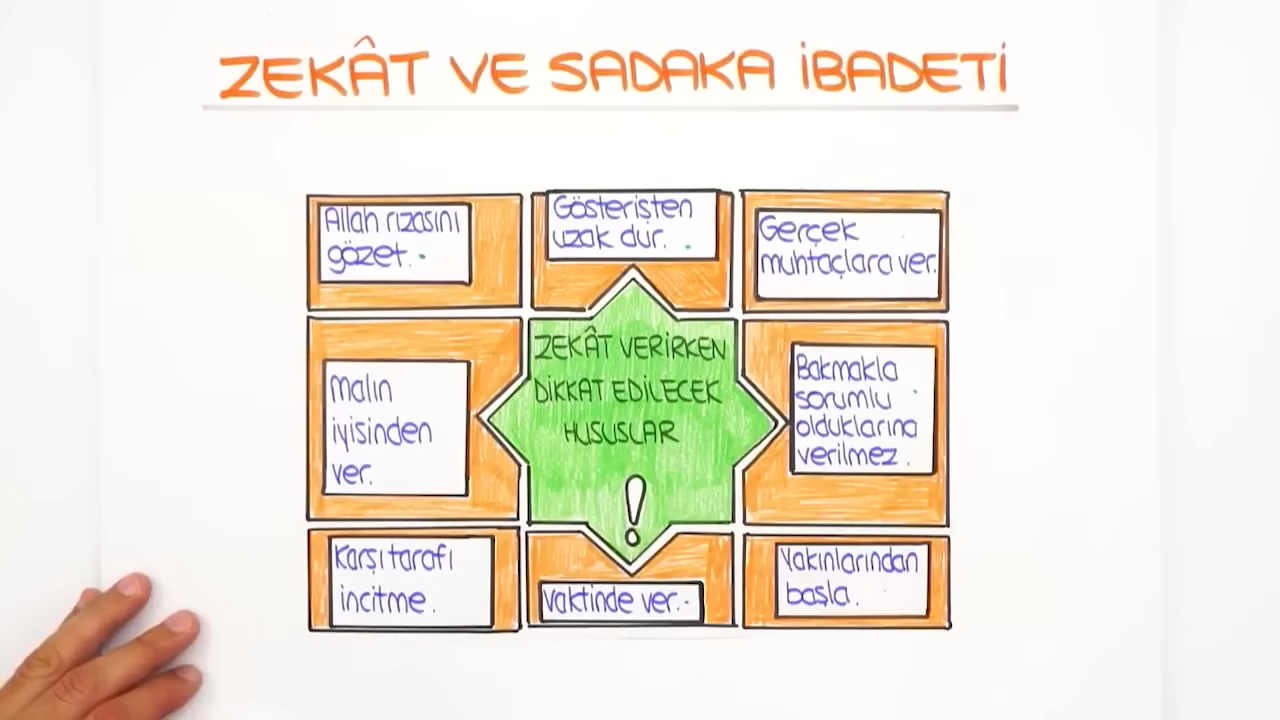 ZEKÂT VE SADAKA İBADETİ
Allah rızasını
gözet.
Gösterişten
uzak dur.
Gerçek
muhtaçlara ver.
Malın
iyisinden
ver.
ZEKÂT VERİRKEN
DİKKAT EDİLECEK
HUSUSLAR
!
Bakmakla
sorumlu
olduklarına
verilmez.
Karşı tarafı
incitme.
Vaktinde ver.
Yakınlarından
başla.